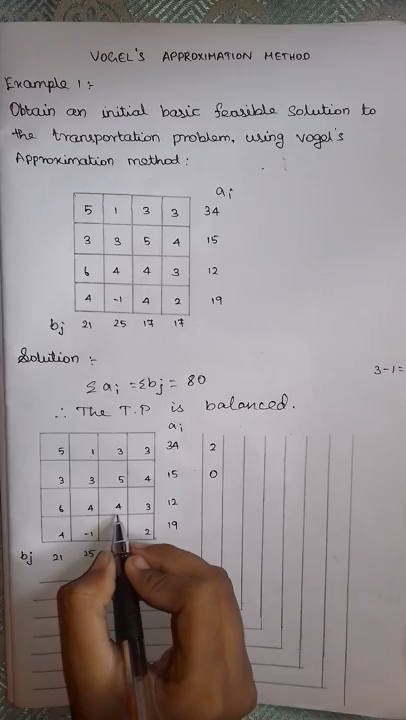 VOGEL'S APPROXIMATION METHOD
Example 1 :-
Obtain an initial basic feasible solution to
the transportation problem, using Vogel's
Approximation method :
ai
5 1 3 3 34
3 3 5 4 15
6 4 4 3 12
4 -1 4 2 19
bj 21 25 17 17
Solution :-
3-1=
Σai = Σbj = 80
∴ The T.P is balanced.
ai
5 1 3 3 34 2
3 3 5 4 15 0
6 4 4 3 12
4 -1 2 19
bj 21 25